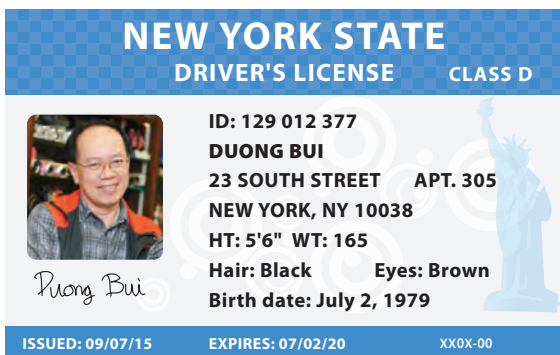 NEW YORK STATE
DRIVER'S LICENSE CLASS D
ID: 129 012 377
DUONG BUI
23 SOUTH STREET APT. 305
NEW YORK, NY 10038
HT: 5'6" WT: 165
Hair: Black Eyes: Brown
Birth date: July 2, 1979
Duong Bui
ISSUED: 09/07/15 EXPIRES: 07/02/20 XX0X-00